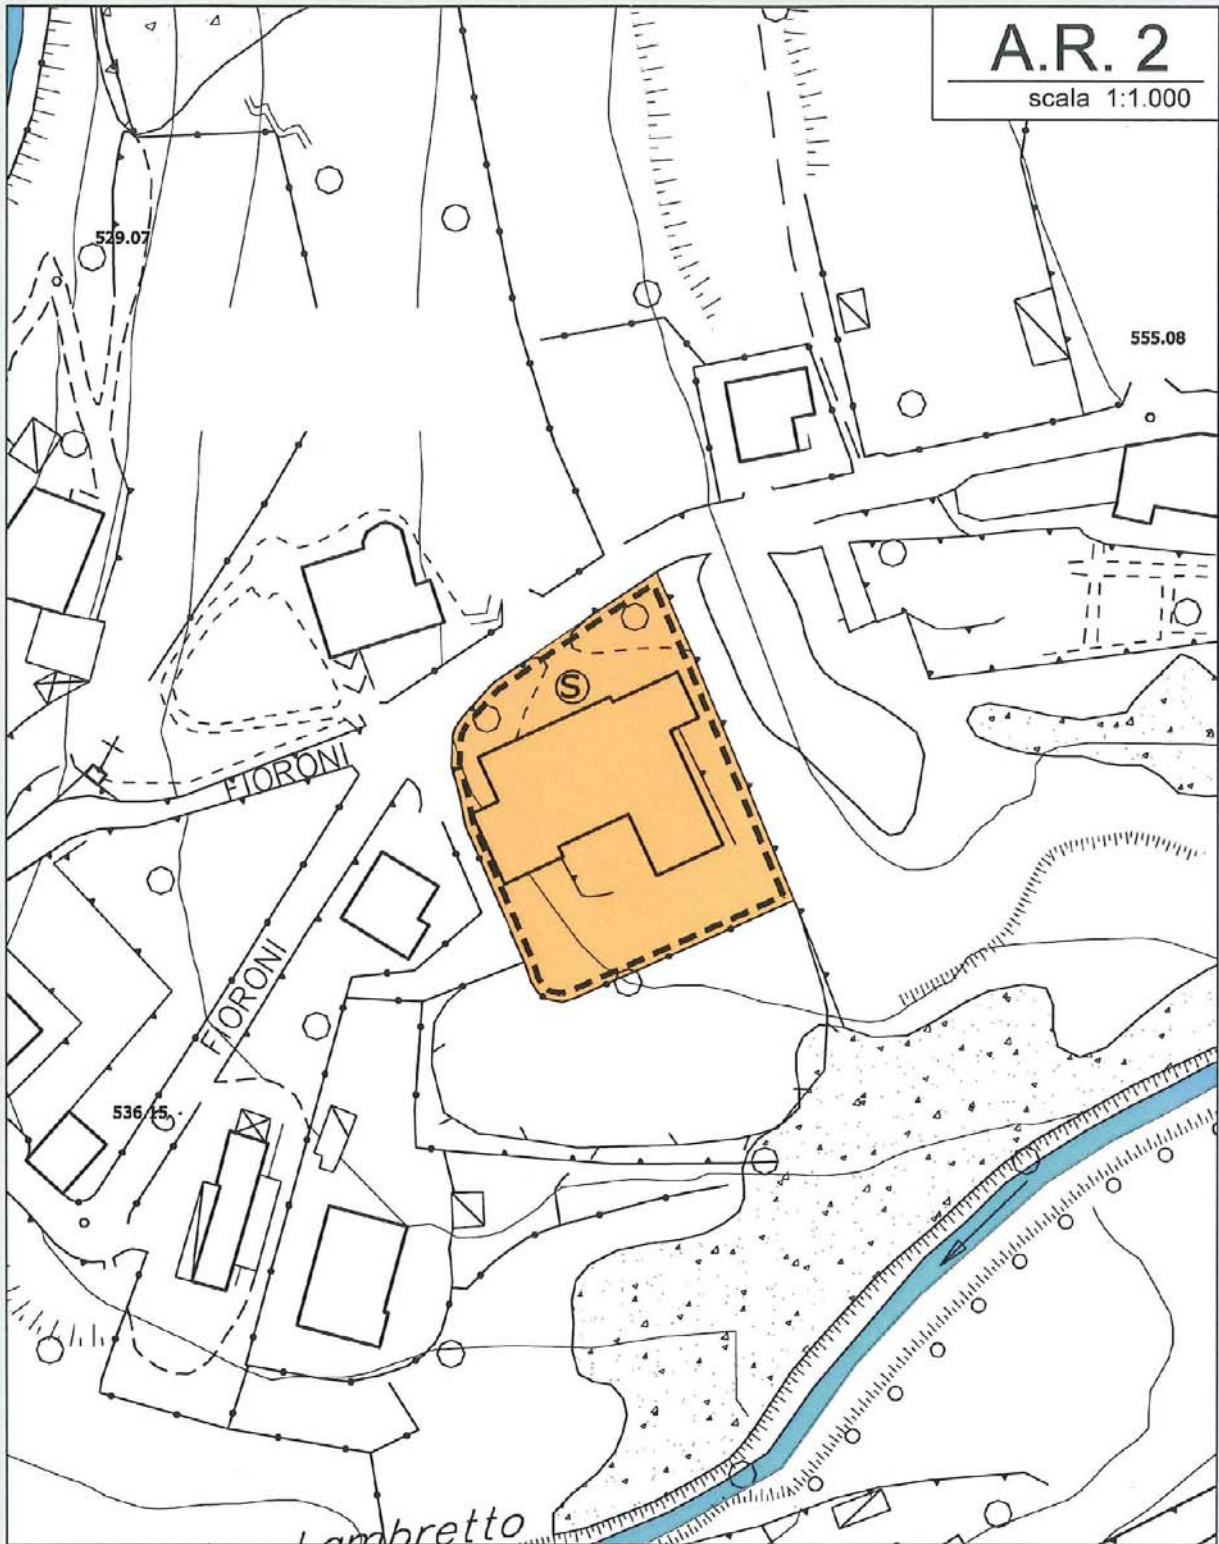 A.R. 2
scala 1:1.000
529.07
555.08
S
FIORONI
FIORONI
536.15
Lambretto